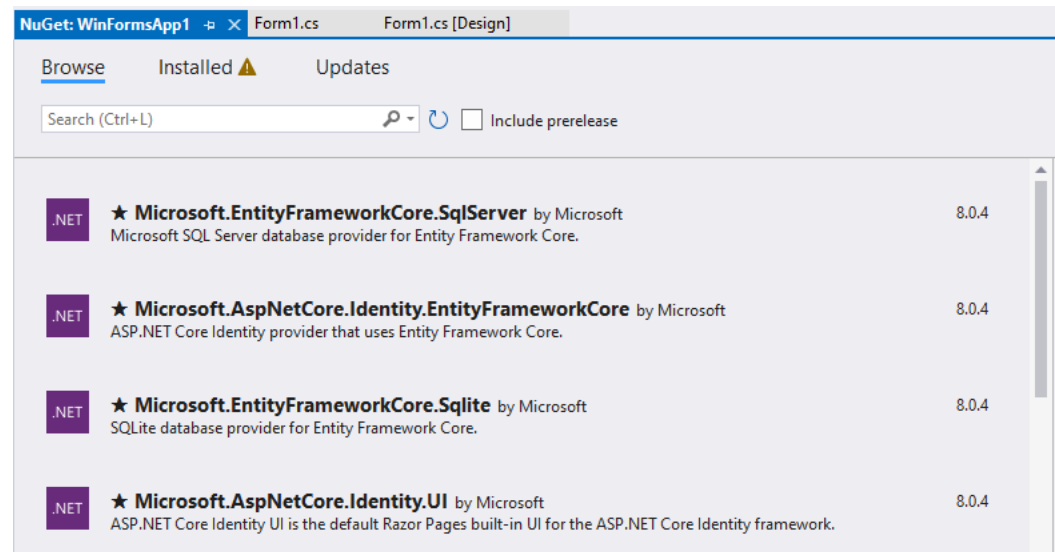 NuGet: WinFormsApp1 Form1.cs Form1.cs [Design]
Browse Installed Updates
Search (Ctrl+L) Include prerelease
.NET ★ Microsoft.EntityFrameworkCore.SqlServer by Microsoft 8.0.4
Microsoft SQL Server database provider for Entity Framework Core.
.NET ★ Microsoft.AspNetCore.Identity.EntityFrameworkCore by Microsoft 8.0.4
ASP.NET Core Identity provider that uses Entity Framework Core.
.NET ★ Microsoft.EntityFrameworkCore.Sqlite by Microsoft 8.0.4
SQLite database provider for Entity Framework Core.
.NET ★ Microsoft.AspNetCore.Identity.UI by Microsoft 8.0.4
ASP.NET Core Identity UI is the default Razor Pages built-in UI for the ASP.NET Core Identity framework.